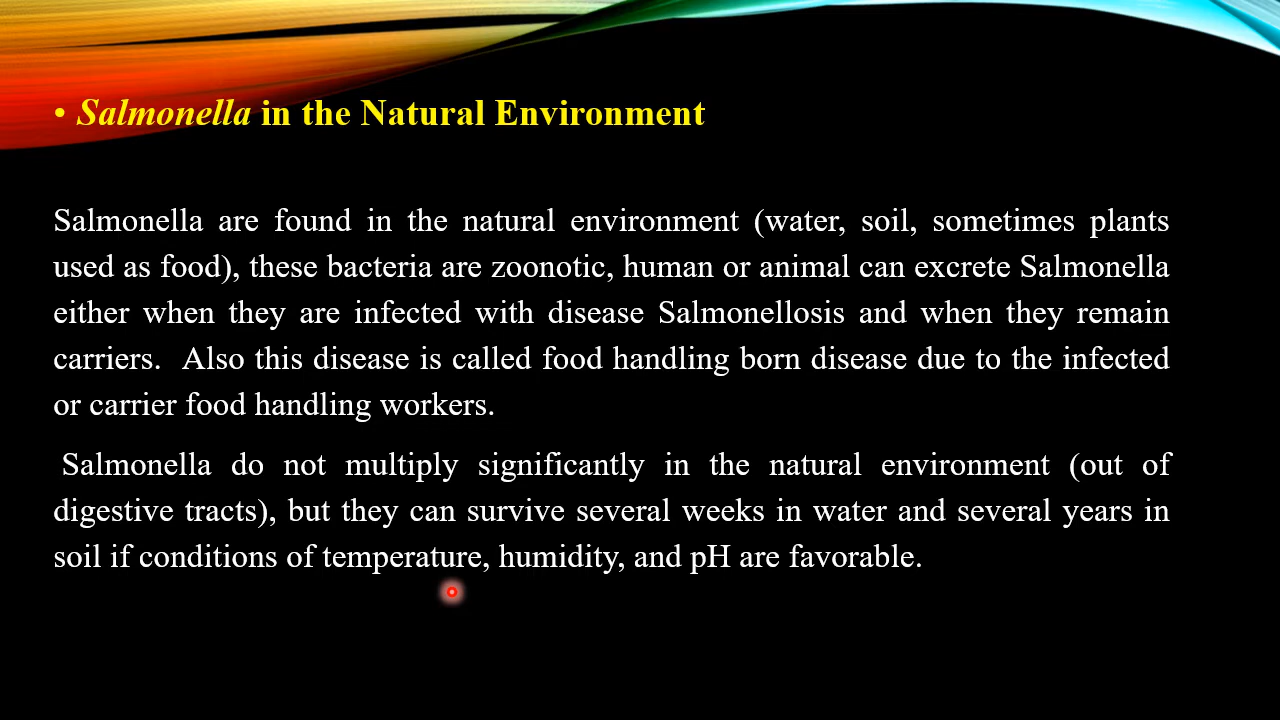 • Salmonella in the Natural Environment
Salmonella are found in the natural environment (water, soil, sometimes plants
used as food), these bacteria are zoonotic, human or animal can excrete Salmonella
either when they are infected with disease Salmonellosis and when they remain
carriers. Also this disease is called food handling born disease due to the infected
or carrier food handling workers.
Salmonella do not multiply significantly in the natural environment (out of
digestive tracts), but they can survive several weeks in water and several years in
soil if conditions of temperature, humidity, and pH are favorable.